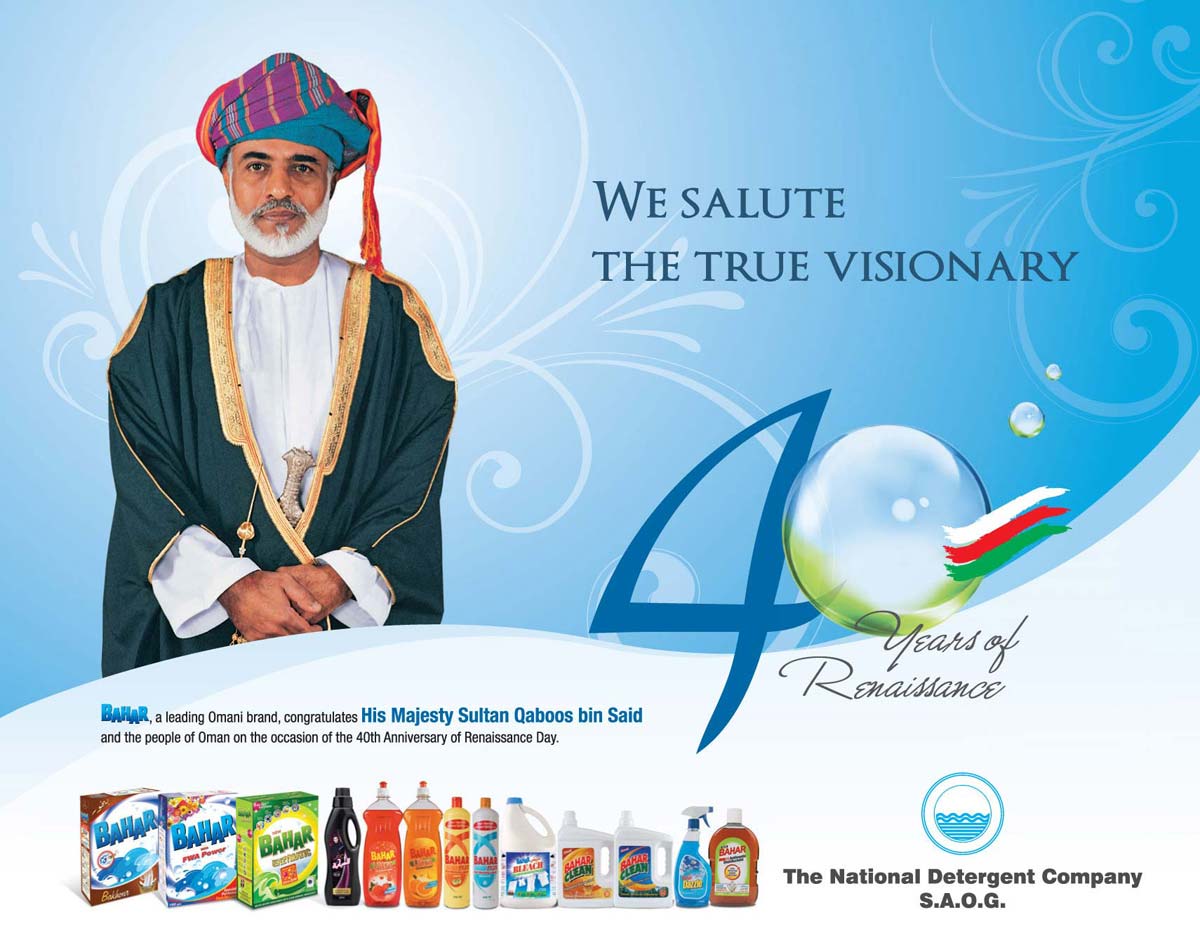 WE SALUTE
THE TRUE VISIONARY
40
Years of
Renaissance
BAHAR, a leading Omani brand, congratulates His Majesty Sultan Qaboos bin Said
and the people of Oman on the occasion of the 40th Anniversary of Renaissance Day.
BAHAR
Bakhoor
BAHAR
FWA Power
BAHAR
BAHAR
BAHAR
BAHAR
BAHAR
BLEACH
BAHAR
CLEAN
BAHAR
CLEAN
Dazzle
BAHAR
The National Detergent Company
S.A.O.G.